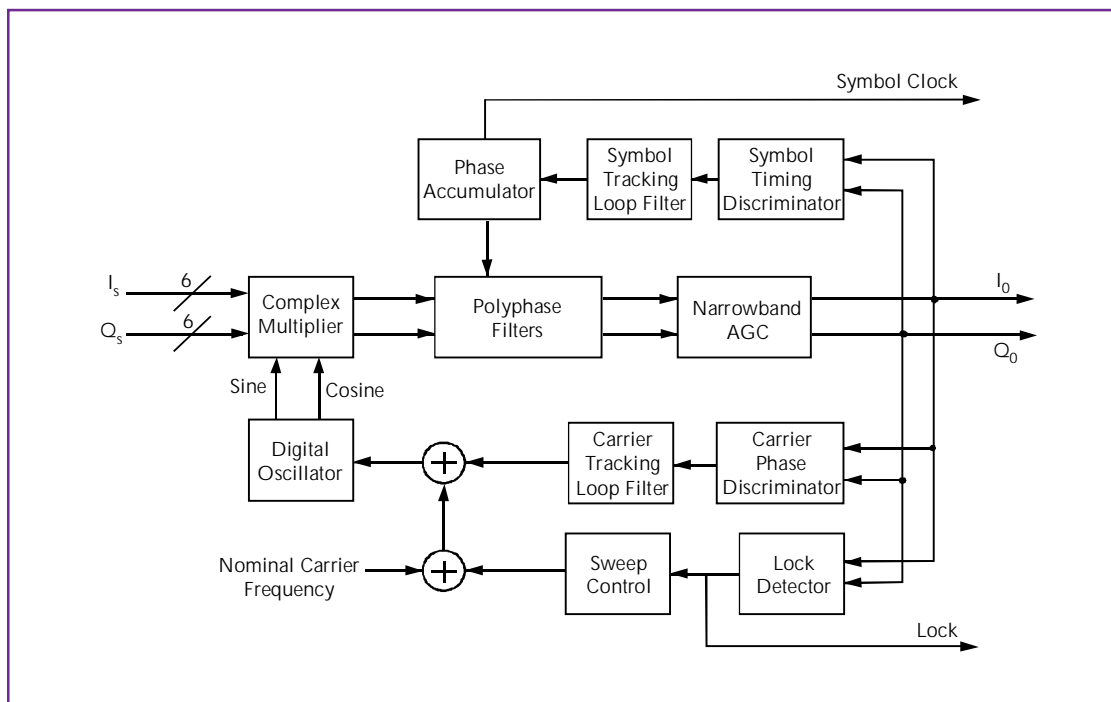 Symbol Clock
Phase
Accumulator
Symbol
Tracking
Loop Filter
Symbol
Timing
Discriminator
Is
6
Qs
6
Complex
Multiplier
Polyphase
Filters
Narrowband
AGC
I0
Q0
Sine
Cosine
Digital
Oscillator
+
Carrier
Tracking
Loop Filter
Carrier
Phase
Discriminator
Nominal Carrier
Frequency
+
Sweep
Control
Lock
Detector
Lock